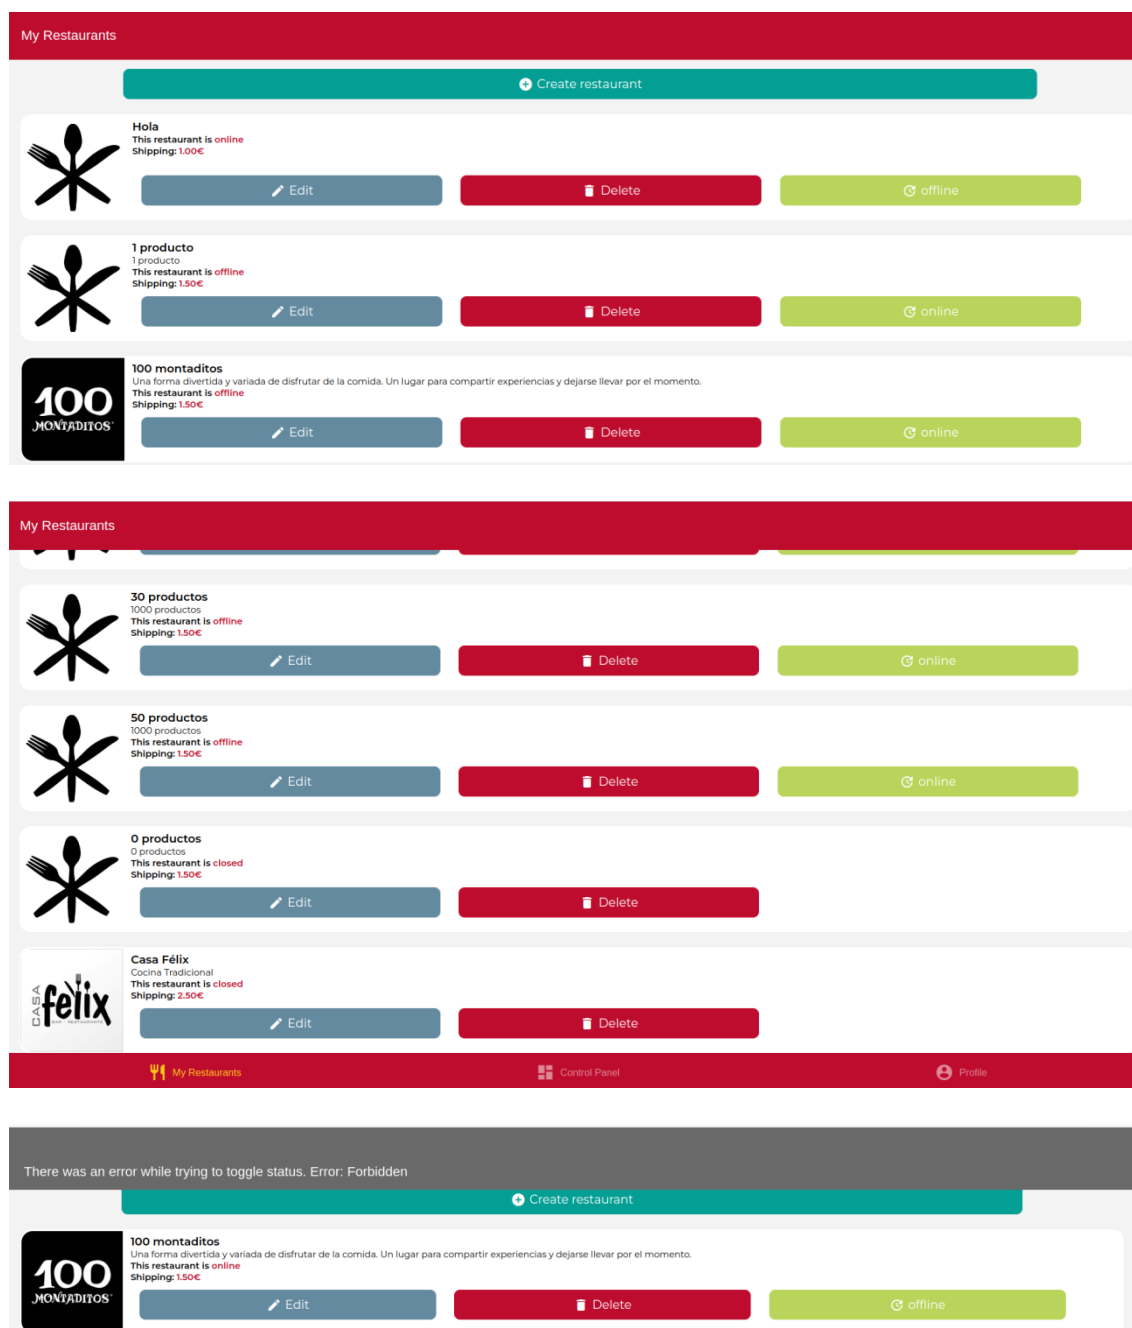 My Restaurants
Create restaurant
Hola
This restaurant is online
Shipping: 1.00€
Edit Delete offline
1 producto
1 producto
This restaurant is offline
Shipping: 1.50€
Edit Delete online
100 MONTADITOS
100 montaditos
Una forma divertida y variada de disfrutar de la comida. Un lugar para compartir experiencias y dejarse llevar por el momento.
This restaurant is offline
Shipping: 1.50€
Edit Delete online
My Restaurants
30 productos
1000 productos
This restaurant is offline
Shipping: 1.50€
Edit Delete online
50 productos
1000 productos
This restaurant is offline
Shipping: 1.50€
Edit Delete online
0 productos
0 productos
This restaurant is closed
Shipping: 1.50€
Edit Delete
CASA felix
BAR - RESTAURANTE
Casa Félix
Cocina Tradicional
This restaurant is closed
Shipping: 2.50€
Edit Delete
My Restaurants Control Panel Profile
There was an error while trying to toggle status. Error: Forbidden
Create restaurant
100 MONTADITOS
100 montaditos
Una forma divertida y variada de disfrutar de la comida. Un lugar para compartir experiencias y dejarse llevar por el momento.
This restaurant is online
Shipping: 1.50€
Edit Delete offline